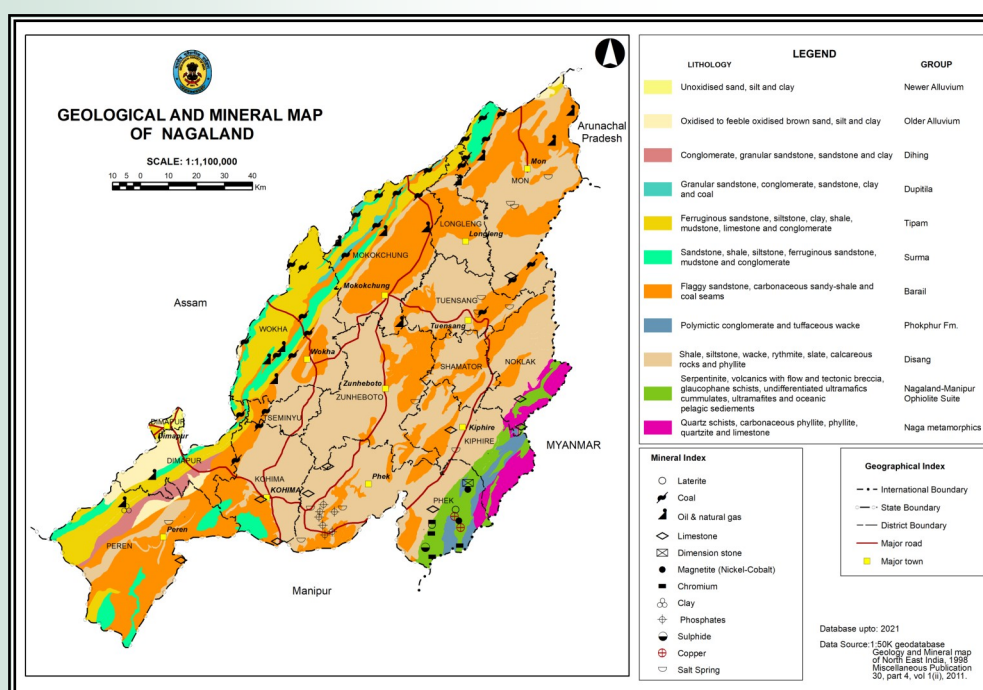 GEOLOGICAL AND MINERAL MAP
OF NAGALAND
SCALE: 1:1,100,000
10 5 0 10 20 30 40
Km
Arunachal
Pradesh
Assam
MYANMAR
Manipur
Mon
MON
LONGLENG
Longleng
MOKOKCHUNG
Mokokchung
TUENSANG
Tuensang
WOKHA
Wokha
NOKLAK
SHAMATOR
Zunheboto
ZUNHEBOTO
TSEMINYU
Kiphire
KIPHIRE
DIMAPUR
Dimapur
DIMAPUR
KOHIMA
KOHIMA
Phek
PHEK
Peren
PEREN
LEGEND
LITHOLOGY GROUP
Unoxidised sand, silt and clay Newer Alluvium
Oxidised to feeble oxidised brown sand, silt and clay Older Alluvium
Conglomerate, granular sandstone, sandstone and clay Dihing
Granular sandstone, conglomerate, sandstone, clay
and coal Dupitila
Ferruginous sandstone, siltstone, clay, shale,
mudstone, limestone and conglomerate Tipam
Sandstone, shale, siltstone, ferruginous sandstone,
mudstone and conglomerate Surma
Flaggy sandstone, carbonaceous sandy-shale and
coal seams Barail
Polymictic conglomerate and tuffaceous wacke Phokphur Fm.
Shale, siltstone, wacke, rythmite, slate, calcareous
rocks and phyllite Disang
Serpentinite, volcanics with flow and tectonic breccia,
glaucophane schists, undifferentiated ultramafics
cummulates, ultramafites and oceanic
pelagic sediements Nagaland-Manipur
Ophiolite Suite
Quartz schists, carbonaceous phyllite, phyllite,
quartzite and limestone Naga metamorphics
Mineral Index
Laterite
Coal
Oil & natural gas
Limestone
Dimension stone
Magnetite (Nickel-Cobalt)
Chromium
Clay
Phosphates
Sulphide
Copper
Salt Spring
Geographical Index
International Boundary
State Boundary
District Boundary
Major road
Major town
Database upto: 2021
Data Source:1:50K geodatabase
Geology and Mineral map
of North East India, 1998
Miscellaneous Publication
30, part 4, vol 1(ii), 2011.